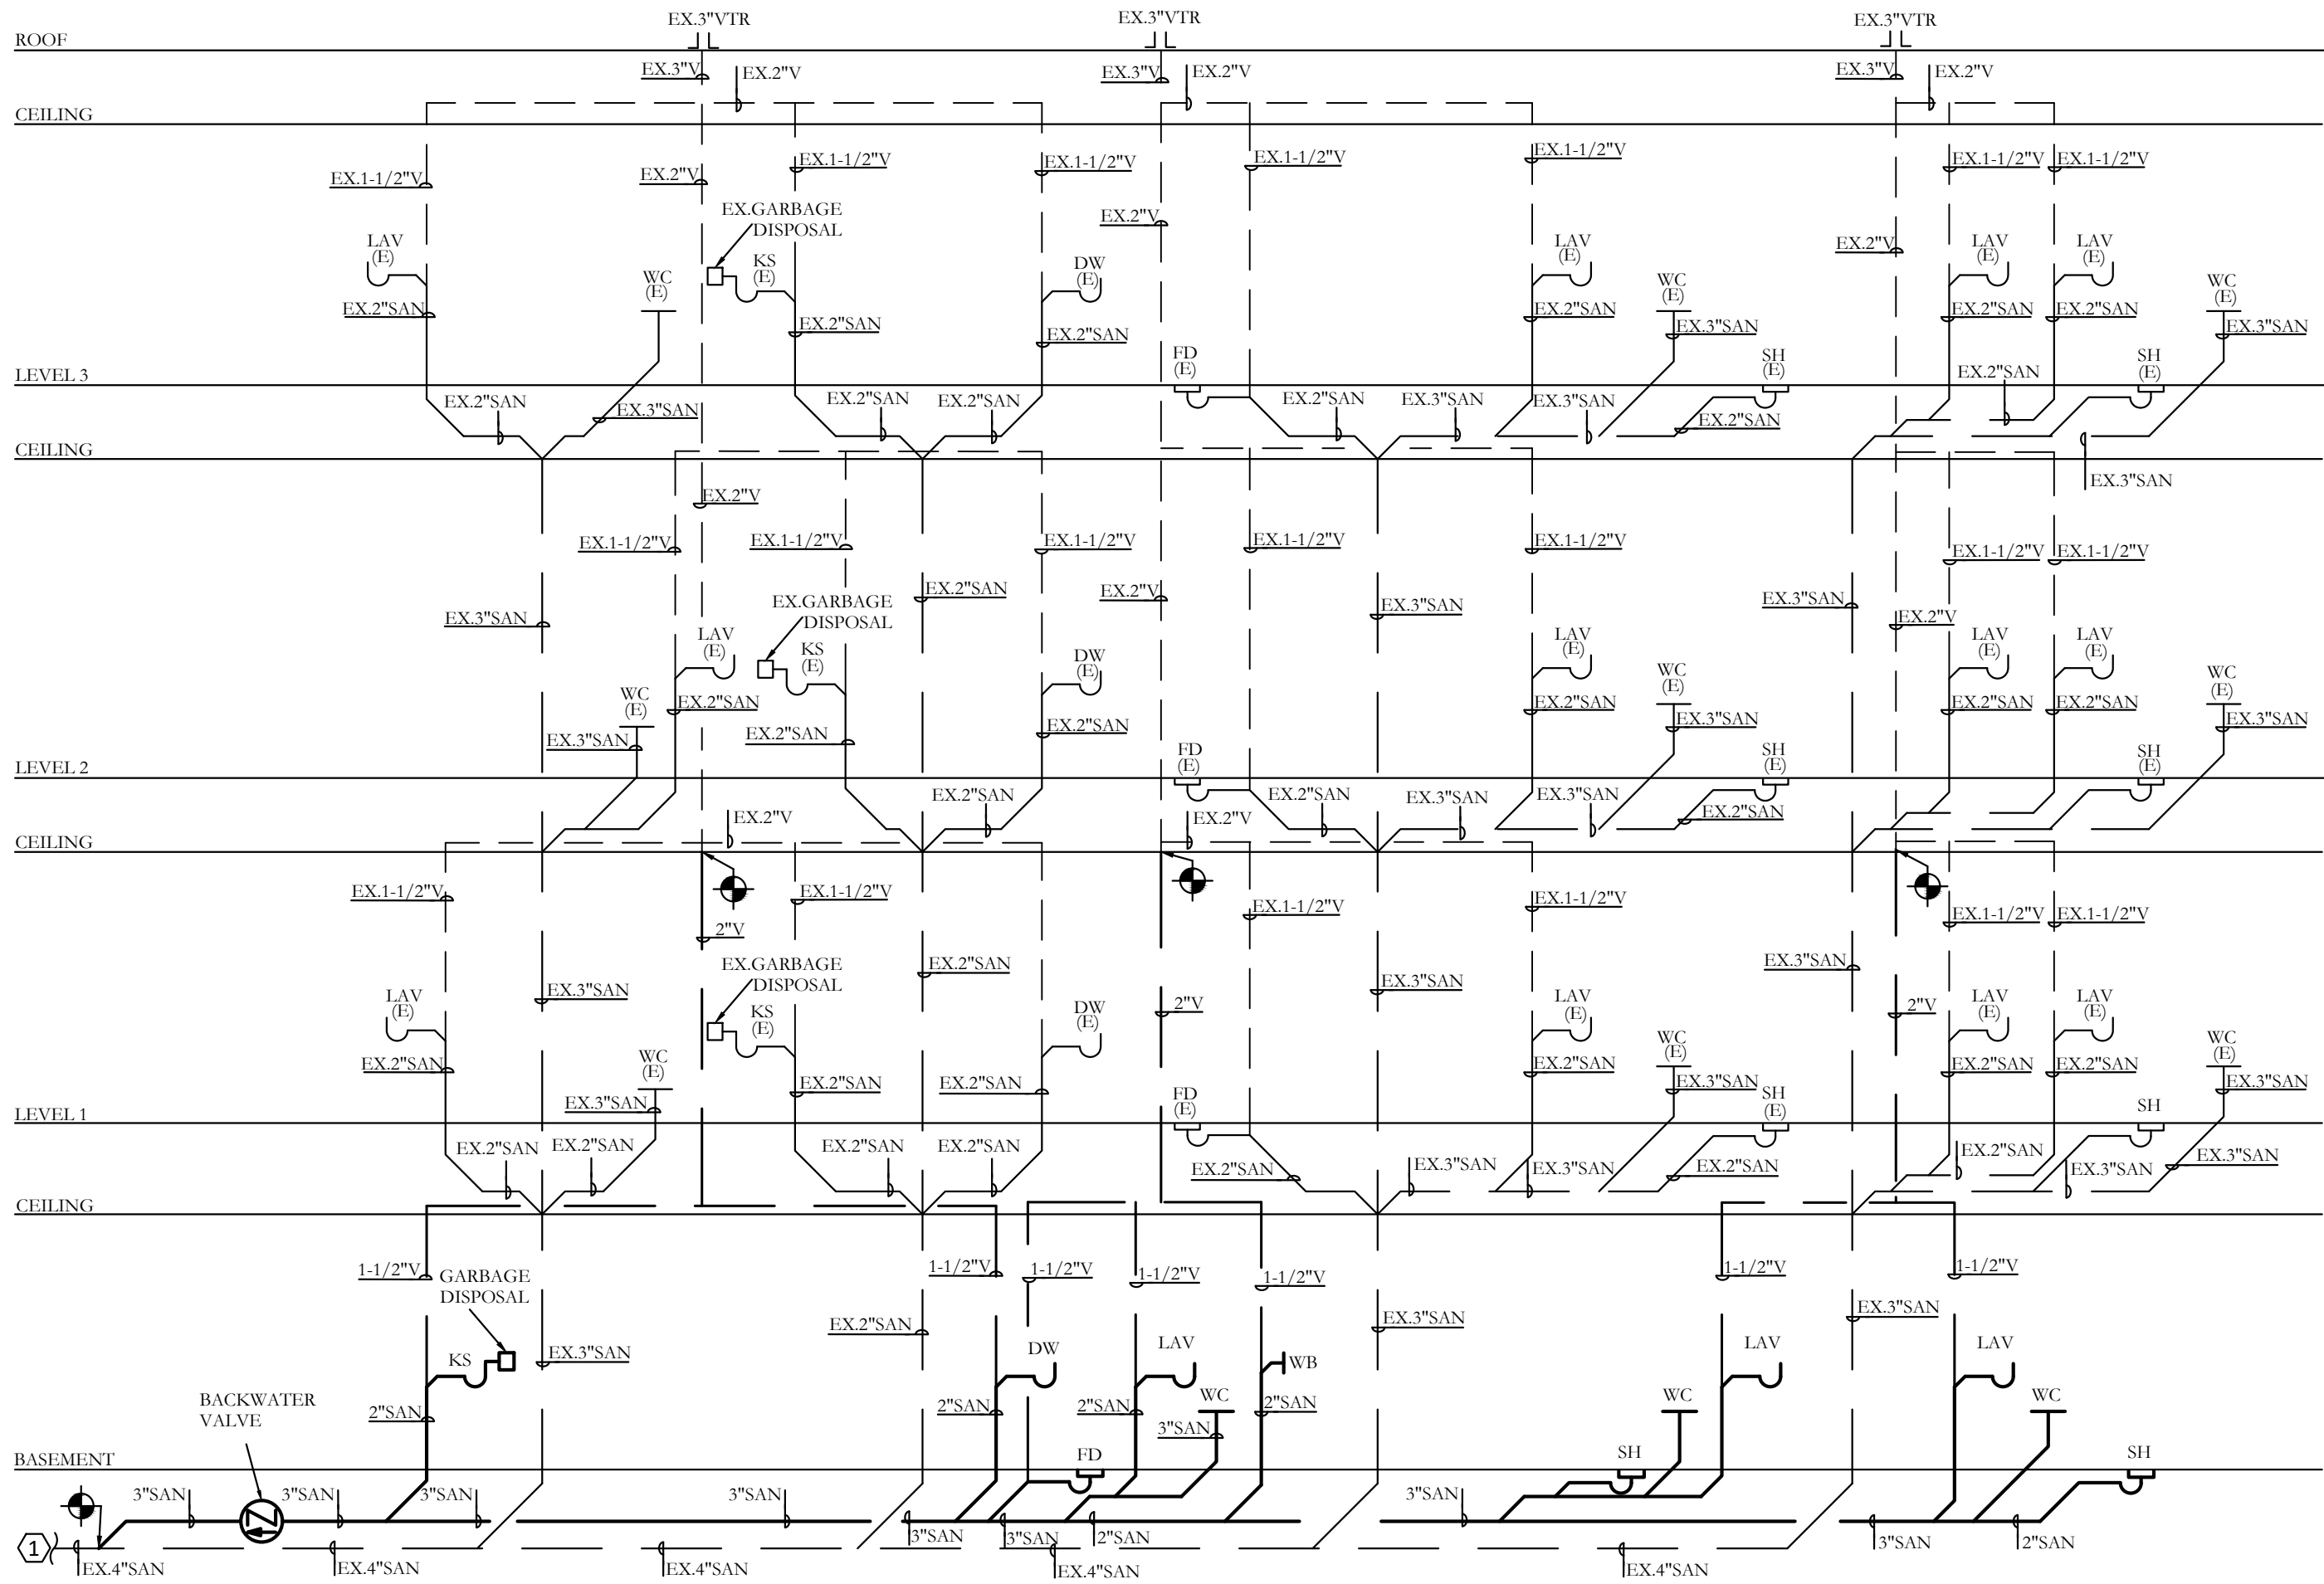 EX.3"VTR
EX.3"VTR
EX.3"VTR
ROOF
EX.3"V
EX.2"V
EX.3"V
EX.2"V
EX.3"V
EX.2"V
CEILING
EX.1-1/2"V
EX.2"V
EX.1-1/2"V
EX.1-1/2"V
EX.1-1/2"V
EX.1-1/2"V
EX.1-1/2"V
EX.1-1/2"V
EX.GARBAGE
DISPOSAL
EX.2"V
EX.2"V
LAV
(E)
WC
(E)
KS
(E)
DW
(E)
LAV
(E)
WC
(E)
LAV
(E)
LAV
(E)
WC
(E)
EX.2"SAN
EX.2"SAN
EX.2"SAN
EX.2"SAN
EX.3"SAN
EX.2"SAN
EX.2"SAN
EX.3"SAN
FD
(E)
SH
(E)
SH
(E)
LEVEL 3
EX.2"SAN
EX.3"SAN
EX.2"SAN
EX.2"SAN
EX.2"SAN
EX.3"SAN
EX.3"SAN
EX.2"SAN
EX.2"SAN
CEILING
EX.3"SAN
EX.2"V
EX.1-1/2"V
EX.1-1/2"V
EX.1-1/2"V
EX.1-1/2"V
EX.1-1/2"V
EX.1-1/2"V
EX.1-1/2"V
EX.3"SAN
EX.GARBAGE
DISPOSAL
EX.2"SAN
EX.2"V
EX.3"SAN
EX.3"SAN
EX.2"V
LAV
(E)
KS
(E)
DW
(E)
LAV
(E)
WC
(E)
LAV
(E)
LAV
(E)
WC
(E)
WC
(E)
EX.2"SAN
EX.3"SAN
EX.2"SAN
EX.2"SAN
EX.2"SAN
EX.3"SAN
EX.2"SAN
EX.2"SAN
EX.3"SAN
FD
(E)
SH
(E)
SH
(E)
LEVEL 2
EX.2"V
EX.2"SAN
EX.2"V
EX.2"SAN
EX.3"SAN
EX.3"SAN
EX.2"SAN
CEILING
EX.1-1/2"V
2"V
EX.1-1/2"V
EX.1-1/2"V
EX.1-1/2"V
EX.1-1/2"V
EX.1-1/2"V
EX.3"SAN
EX.GARBAGE
DISPOSAL
EX.2"SAN
2"V
EX.3"SAN
EX.3"SAN
2"V
LAV
(E)
KS
(E)
DW
(E)
LAV
(E)
WC
(E)
LAV
(E)
LAV
(E)
WC
(E)
WC
(E)
EX.2"SAN
EX.3"SAN
EX.2"SAN
EX.2"SAN
EX.2"SAN
EX.3"SAN
EX.2"SAN
EX.2"SAN
EX.3"SAN
FD
(E)
SH
(E)
SH
LEVEL 1
EX.2"SAN
EX.2"SAN
EX.2"SAN
EX.2"SAN
EX.2"SAN
EX.3"SAN
EX.3"SAN
EX.2"SAN
EX.2"SAN
EX.3"SAN
EX.3"SAN
CEILING
1-1/2"V
GARBAGE
DISPOSAL
1-1/2"V
1-1/2"V
1-1/2"V
1-1/2"V
1-1/2"V
1-1/2"V
EX.3"SAN
EX.2"SAN
EX.3"SAN
EX.3"SAN
KS
DW
LAV
WB
LAV
LAV
WC
WC
WC
BACKWATER
VALVE
2"SAN
2"SAN
2"SAN
3"SAN
2"SAN
FD
SH
SH
BASEMENT
3"SAN
3"SAN
3"SAN
3"SAN
3"SAN
3"SAN
3"SAN
2"SAN
3"SAN
2"SAN
1
EX.4"SAN
EX.4"SAN
EX.4"SAN
EX.4"SAN
EX.4"SAN